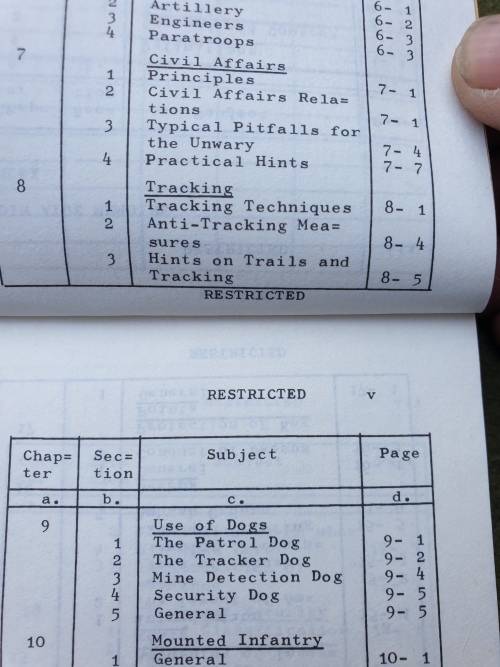 2 Artillery 6- 1
3 Engineers 6- 2
4 Paratroops 6- 3
6- 3
7 Civil Affairs
1 Principles 7- 1
2 Civil Affairs Rela=
tions 7- 1
3 Typical Pitfalls for
the Unwary 7- 4
4 Practical Hints 7- 7
8 Tracking
1 Tracking Techniques 8- 1
2 Anti-Tracking Mea=
sures 8- 4
3 Hints on Trails and
Tracking 8- 5
RESTRICTED
RESTRICTED v
Chap= Sec= Subject Page
ter tion
a. b. c. d.
9 Use of Dogs
1 The Patrol Dog 9- 1
2 The Tracker Dog 9- 2
3 Mine Detection Dog 9- 4
4 Security Dog 9- 5
5 General 9- 5
10 Mounted Infantry
1 General 10- 1